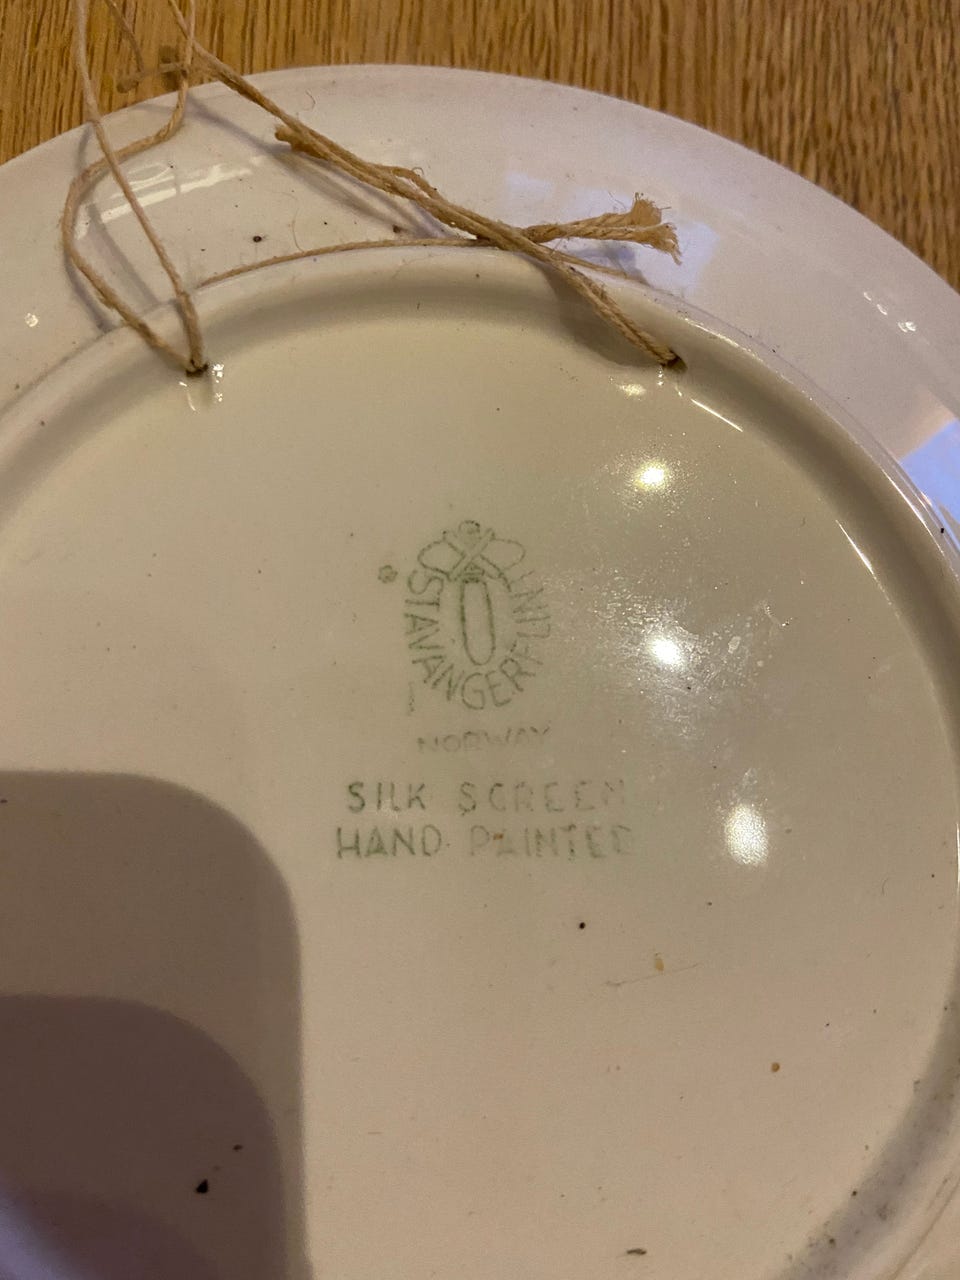 STAVANGERFLINT
NORWAY
SILK SCREEN
HAND PAINTED